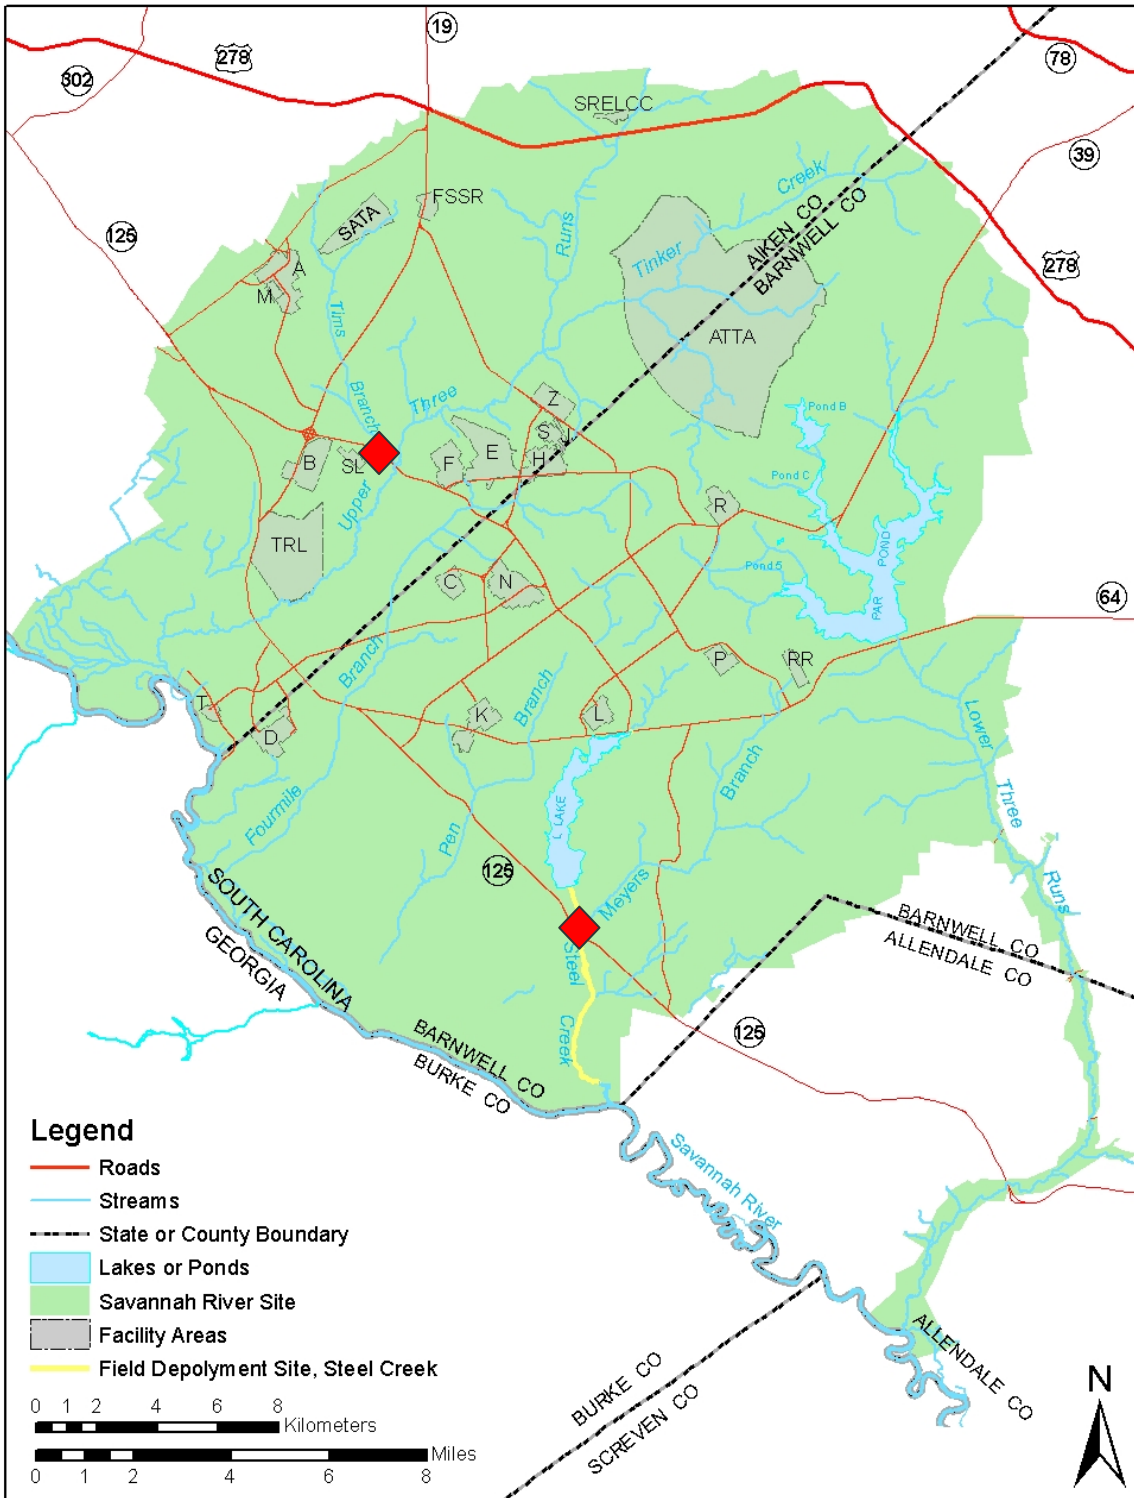 19
278
78
302
SRELCC
39
Creek
FSSR
SATA
125
Runs
AIKEN CO
BARNWELL CO
Tinker
278
A
M
Tims
ATTA
Branch
Three
Z
Pond B
S
J
E
H
B
SL
F
Pond C
Upper
R
TRL
PAR POND
Pond 5
C
N
64
Branch
P
RR
Branch
T
K
L
D
Lower
Branch
Three
L LAKE
Fourmile
Pen
125
Meyers
Runs
SOUTH CAROLINA
GEORGIA
BARNWELL CO
ALLENDALE CO
Steel
Creek
125
BARNWELL CO
BURKE CO
Legend
Roads
Streams
State or County Boundary
Lakes or Ponds
Savannah River Site
Facility Areas
Field Depolyment Site, Steel Creek
Savannah River
ALLENDALE CO
BURKE CO
SCREVEN CO
N
0 1 2 4 6 8
Kilometers
Miles
0 1 2 4 6 8